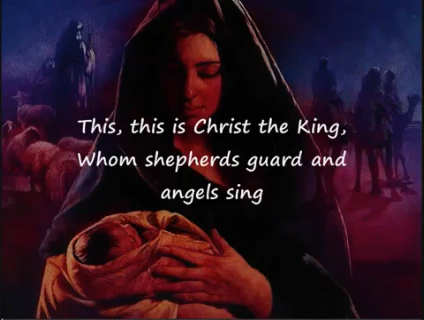 This, this is Christ the King,
Whom shepherds guard and
angels sing